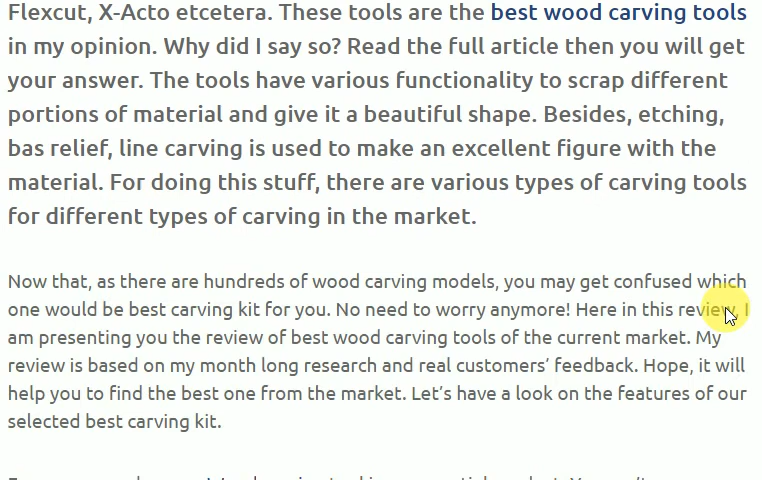 Flexcut, X-Acto etcetera. These tools are the best wood carving tools
in my opinion. Why did I say so? Read the full article then you will get
your answer. The tools have various functionality to scrap different
portions of material and give it a beautiful shape. Besides, etching,
bas relief, line carving is used to make an excellent figure with the
material. For doing this stuff, there are various types of carving tools
for different types of carving in the market.
Now that, as there are hundreds of wood carving models, you may get confused which
one would be best carving kit for you. No need to worry anymore! Here in this review, I
am presenting you the review of best wood carving tools of the current market. My
review is based on my month long research and real customers’ feedback. Hope, it will
help you to find the best one from the market. Let’s have a look on the features of our
selected best carving kit.